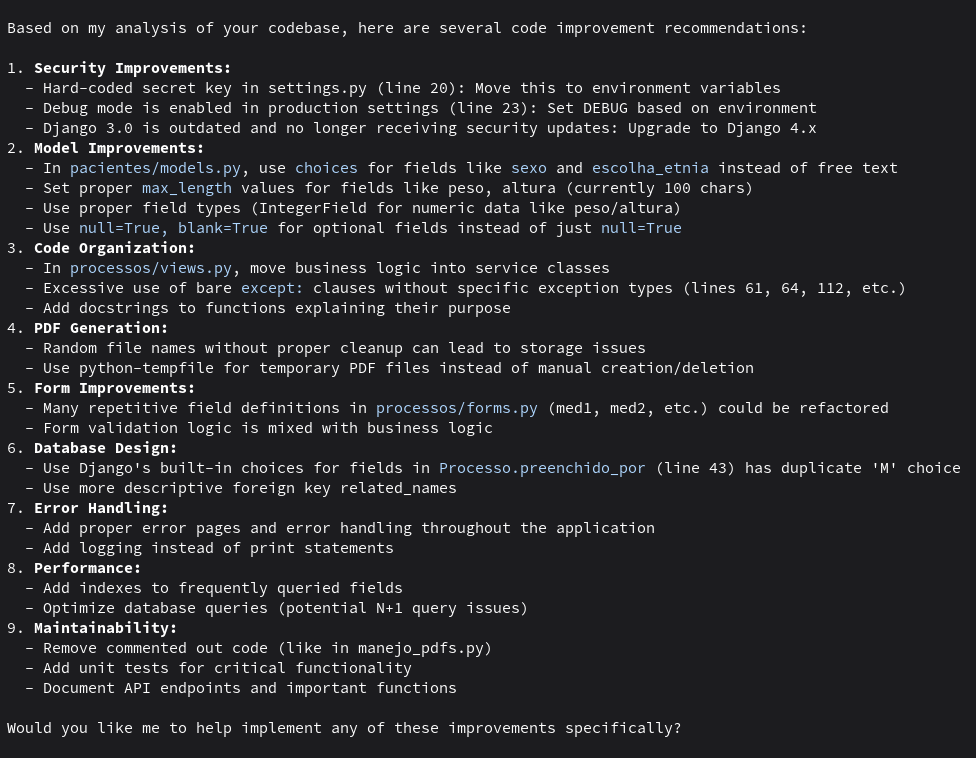 Based on my analysis of your codebase, here are several code improvement recommendations:
1. Security Improvements:
- Hard-coded secret key in settings.py (line 20): Move this to environment variables
- Debug mode is enabled in production settings (line 23): Set DEBUG based on environment
- Django 3.0 is outdated and no longer receiving security updates: Upgrade to Django 4.x
2. Model Improvements:
- In pacientes/models.py, use choices for fields like sexo and escolha_etnia instead of free text
- Set proper max_length values for fields like peso, altura (currently 100 chars)
- Use proper field types (IntegerField for numeric data like peso/altura)
- Use null=True, blank=True for optional fields instead of just null=True
3. Code Organization:
- In processos/views.py, move business logic into service classes
- Excessive use of bare except: clauses without specific exception types (lines 61, 64, 112, etc.)
- Add docstrings to functions explaining their purpose
4. PDF Generation:
- Random file names without proper cleanup can lead to storage issues
- Use python-tempfile for temporary PDF files instead of manual creation/deletion
5. Form Improvements:
- Many repetitive field definitions in processos/forms.py (med1, med2, etc.) could be refactored
- Form validation logic is mixed with business logic
6. Database Design:
- Use Django's built-in choices for fields in Processo.preenchido_por (line 43) has duplicate 'M' choice
- Use more descriptive foreign key related_names
7. Error Handling:
- Add proper error pages and error handling throughout the application
- Add logging instead of print statements
8. Performance:
- Add indexes to frequently queried fields
- Optimize database queries (potential N+1 query issues)
9. Maintainability:
- Remove commented out code (like in manejo_pdfs.py)
- Add unit tests for critical functionality
- Document API endpoints and important functions
Would you like me to help implement any of these improvements specifically?